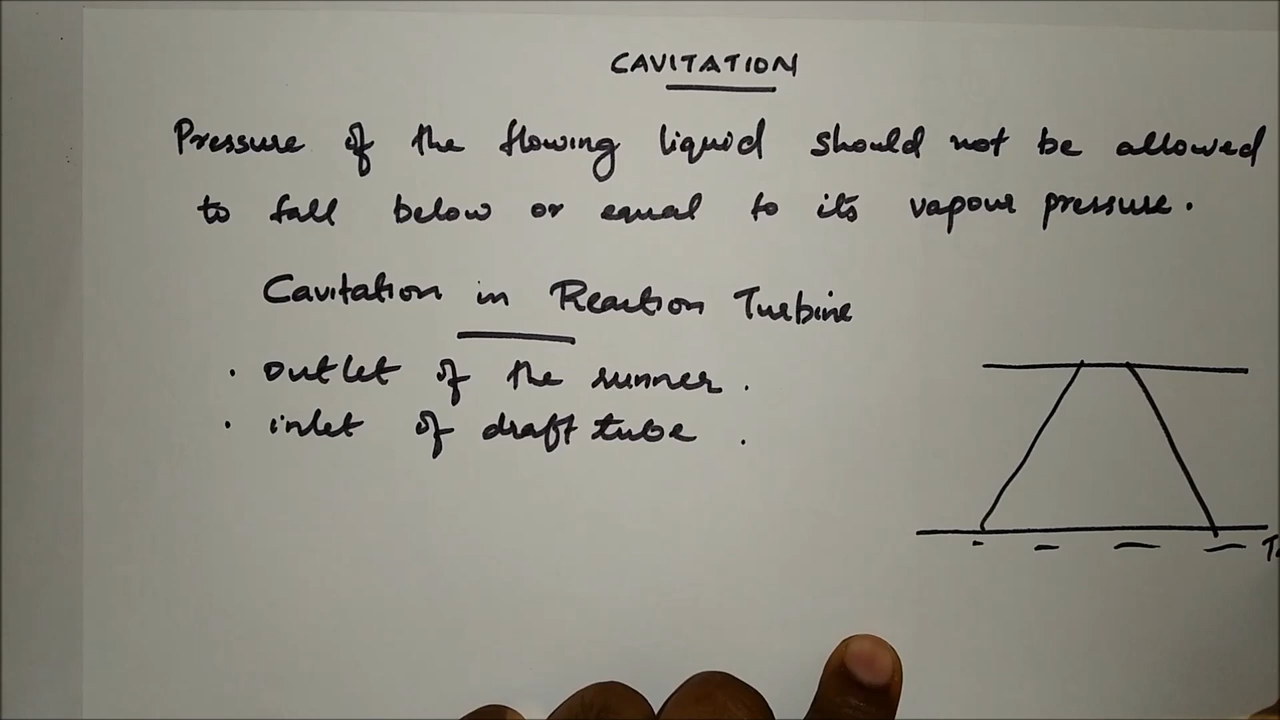 CAVITATION
Pressure of the flowing liquid should not be allowed
to fall below or equal to its vapour pressure.
Cavitation in Reaction Turbine
. outlet of the runner.
. inlet of draft tube.